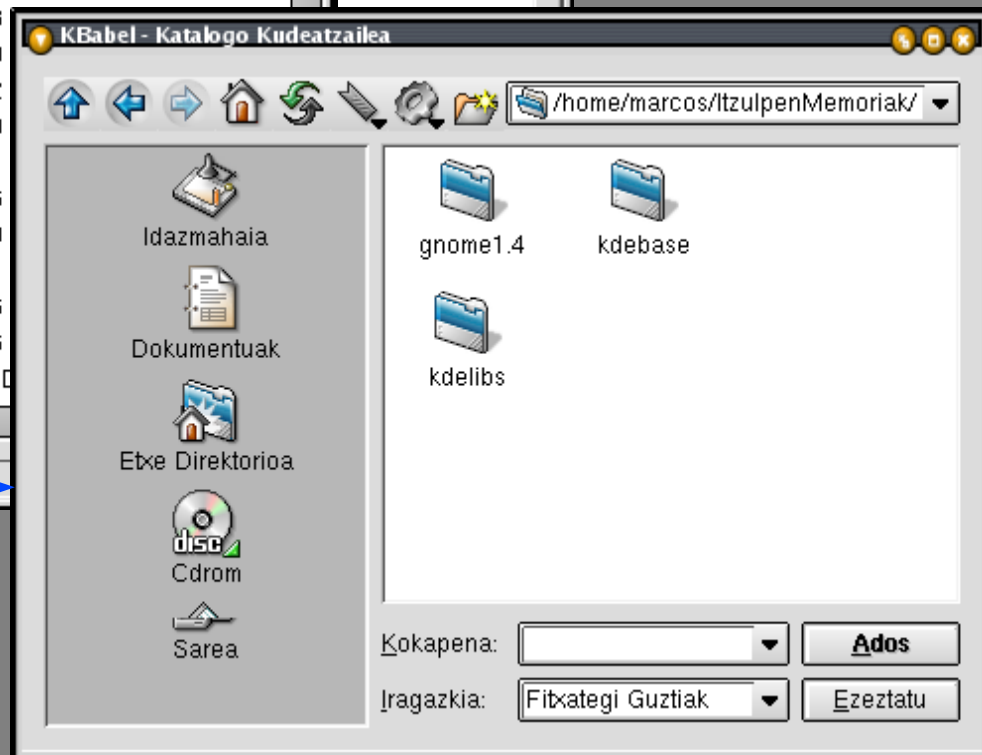 KBabel - Katalogo Kudeatzailea
/home/marcos/ItzulpenMemoriak/
Idazmahaia
Dokumentuak
Etxe Direktorioa
disc
Cdrom
Sarea
gnome1.4
kdebase
kdelibs
Kokapena:
Ados
Iragazkia:
Fitxategi Guztiak
Ezeztatu